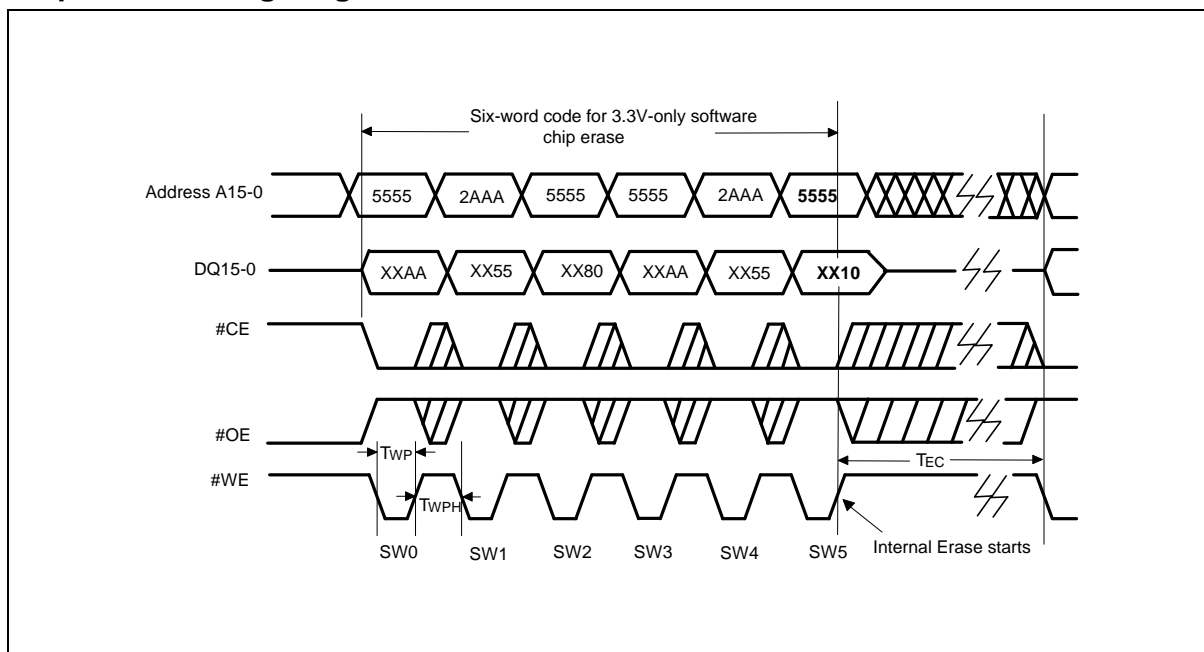 Six-word code for 3.3V-only software
chip erase
Address A15-0
5555
2AAA
5555
5555
2AAA
5555
DQ15-0
XXAA
XX55
XX80
XXAA
XX55
XX10
#CE
#OE
TWP
TEC
#WE
TWPH
SW0
SW1
SW2
SW3
SW4
SW5
Internal Erase starts